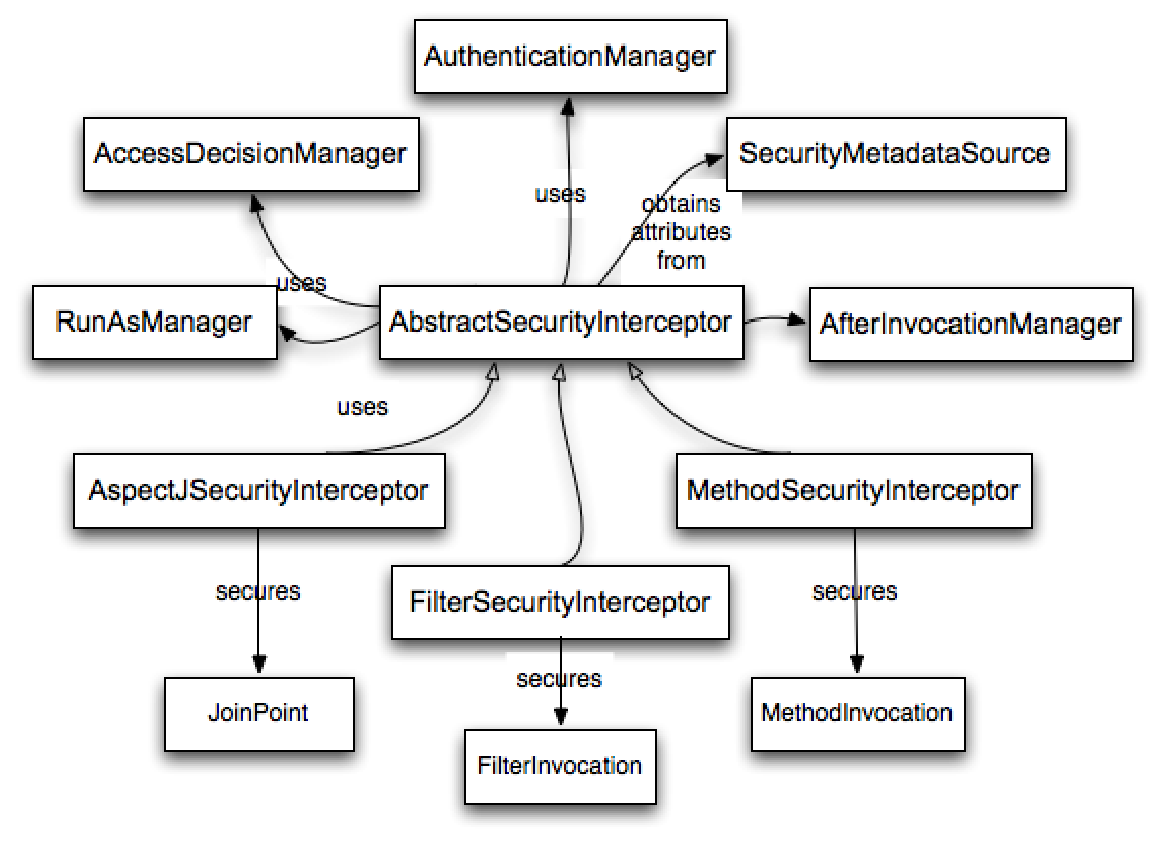 AuthenticationManager
AccessDecisionManager
SecurityMetadataSource
uses
obtains
attributes
from
uses
RunAsManager
AbstractSecurityInterceptor
AfterInvocationManager
uses
AspectJSecurityInterceptor
MethodSecurityInterceptor
secures
secures
FilterSecurityInterceptor
secures
JoinPoint
MethodInvocation
FilterInvocation